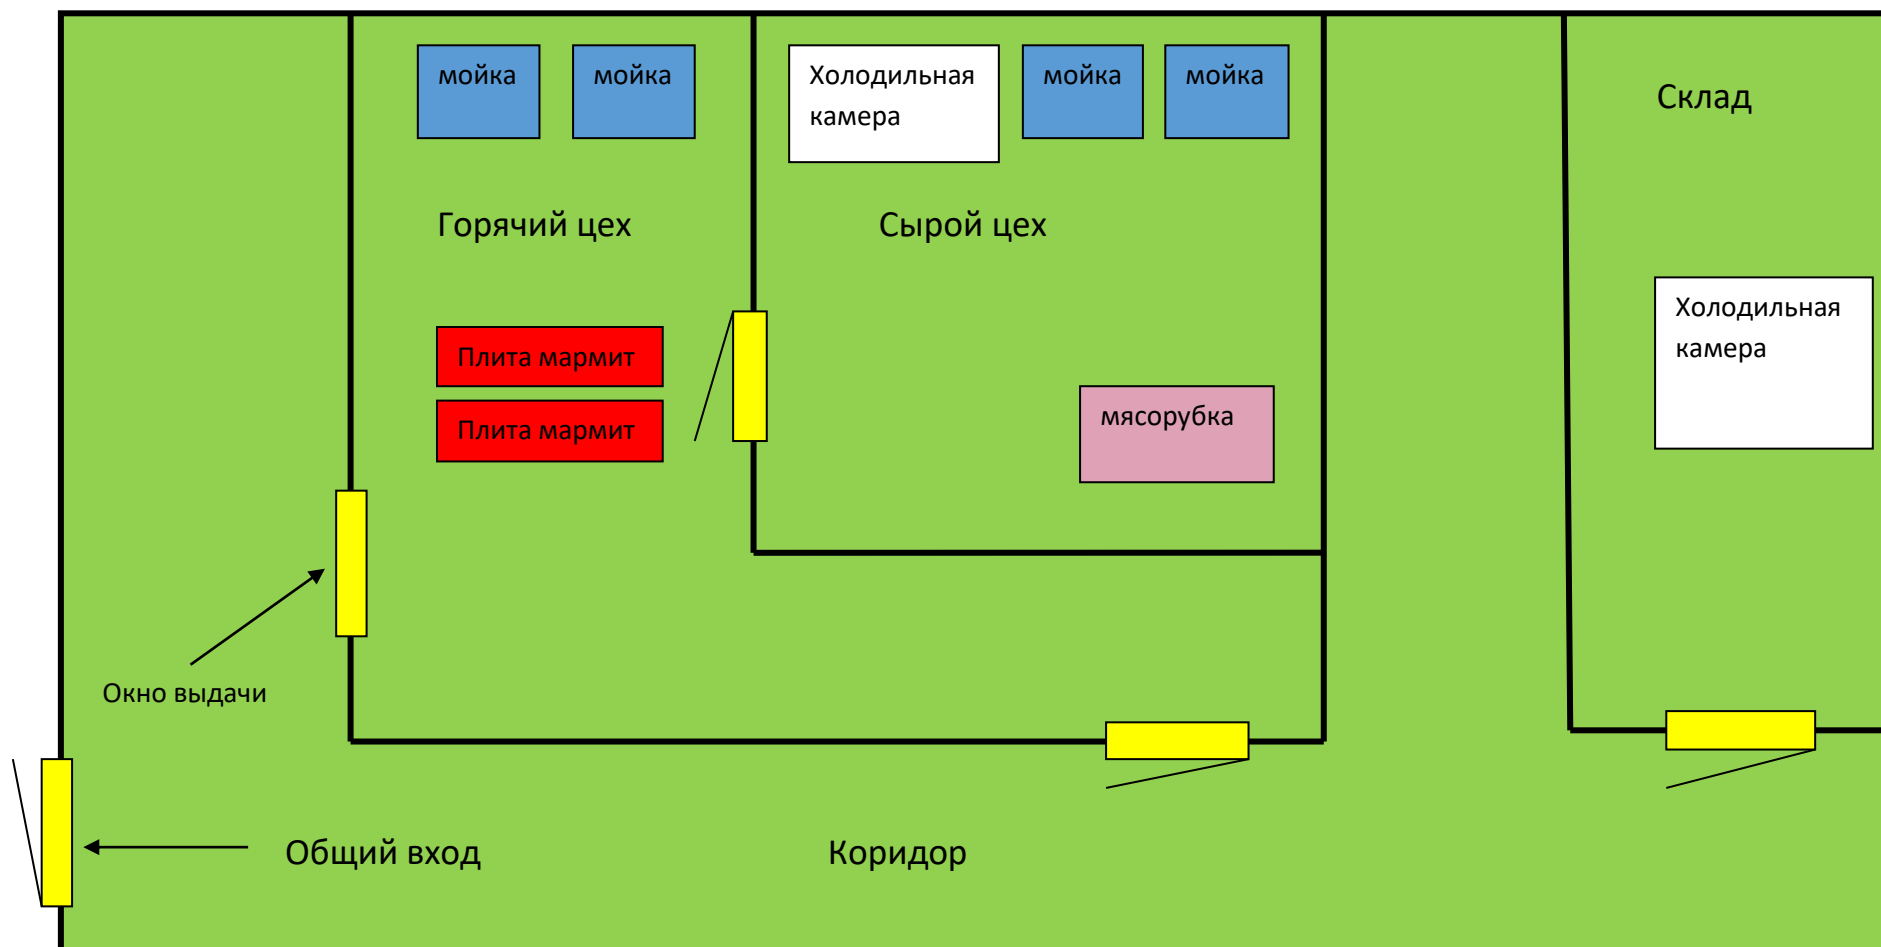 мойка
мойка
Холодильная
камера
мойка
мойка
Склад
Горячий цех
Сырой цех
Холодильная
камера
Плита мармит
Плита мармит
мясорубка
Окно выдачи
Общий вход
Коридор